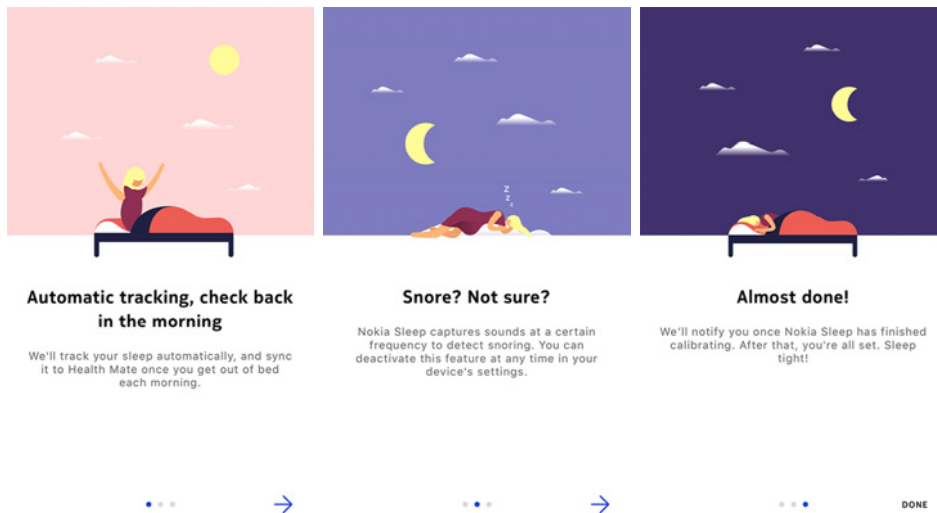 Automatic tracking, check back
in the morning
We'll track your sleep automatically, and sync
it to Health Mate once you get out of bed
each morning.
z
z
z
Snore? Not sure?
Nokia Sleep captures sounds at a certain
frequency to detect snoring. You can
deactivate this feature at any time in your
device's settings.
Almost done!
We'll notify you once Nokia Sleep has finished
calibrating. After that, you're all set. Sleep
tight!
DONE